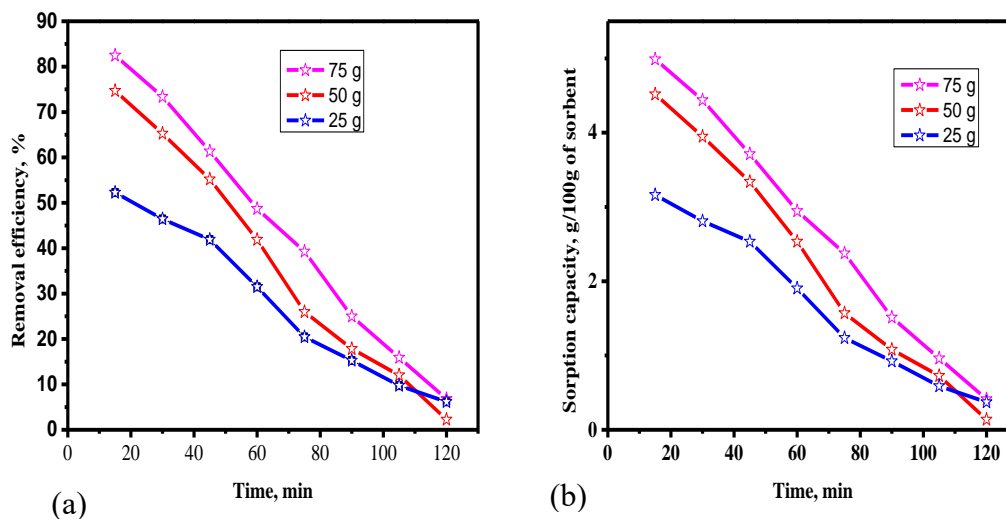 90
80
70
60
50
40
30
20
10
0
Removal efficiency, %
75 g
50 g
25 g
0 20 40 60 80 100 120
Time, min
(a)
4
2
0
Sorption capacity, g/100g of sorbent
75 g
50 g
25 g
0 20 40 60 80 100 120
Time, min
(b)